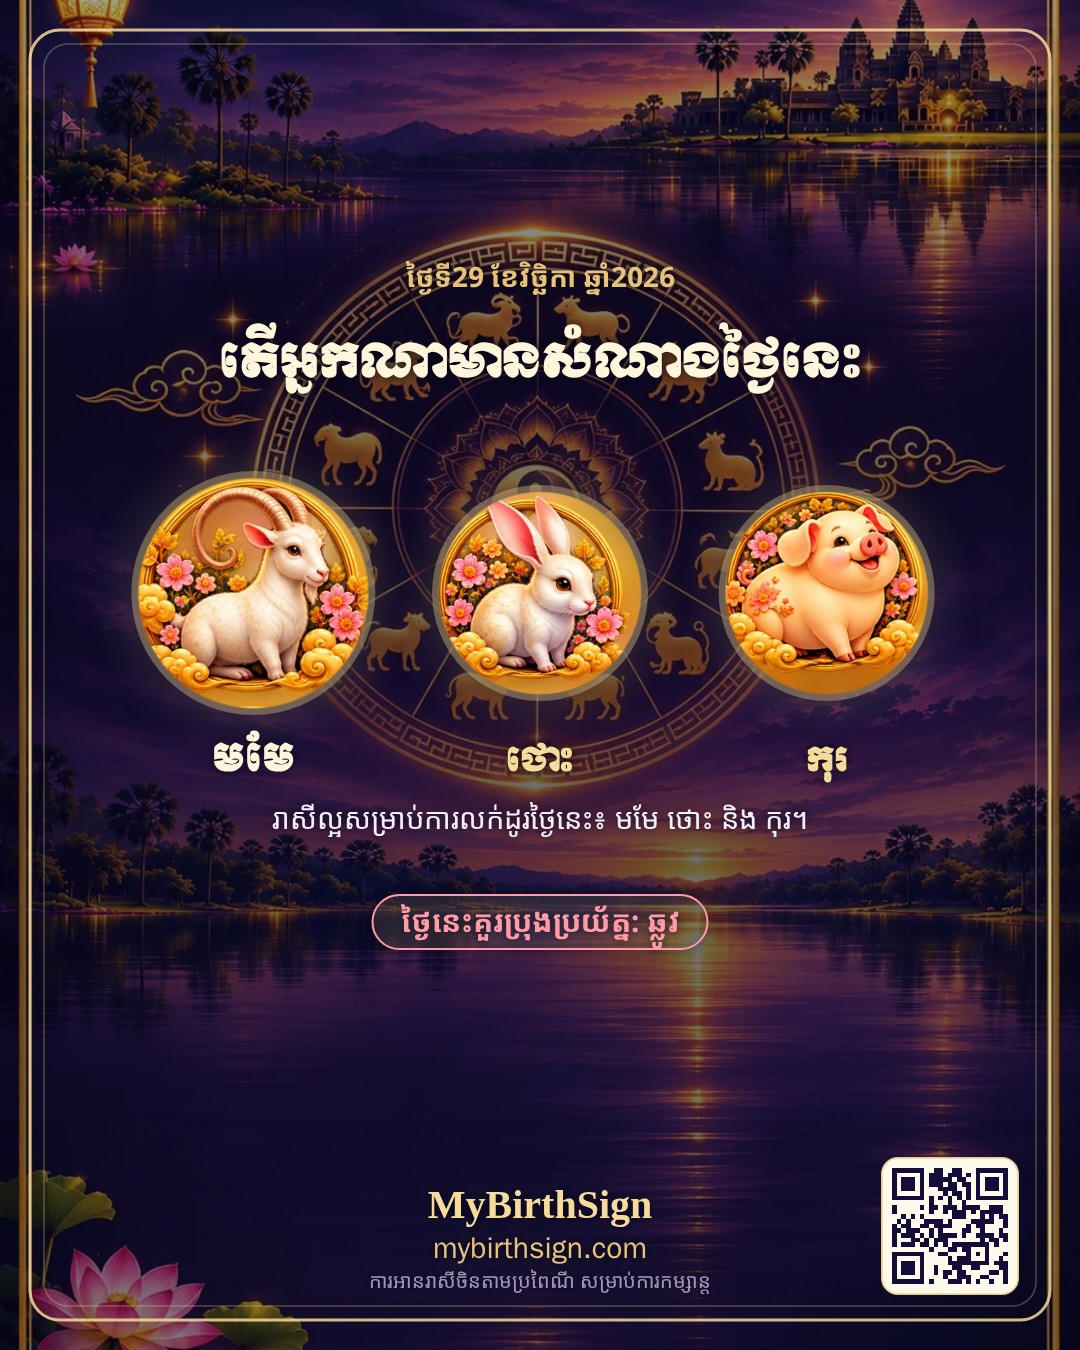 ថ្ងៃទី29 ខែវិច្ឆិកា ឆ្នាំ2026
តើអ្នកណាមានសំណាងថ្ងៃនេះ
មមែ
ថោះ
កុរ
រាសីល្អសម្រាប់ការលក់ដូរថ្ងៃនេះ៖ មមែ ថោះ និង កុរ។
ថ្ងៃនេះគួរប្រុងប្រយ័ត្ន: ឆ្លូវ
MyBirthSign
mybirthsign.com
ការអានរាសីចិនតាមប្រពៃណី សម្រាប់ការកម្សាន្ត